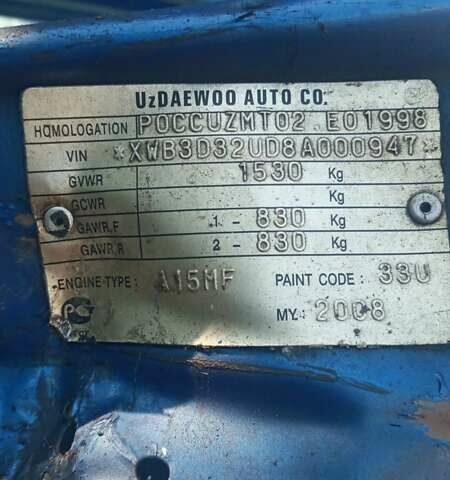 UzDAEWOO AUTO CO.
HOMOLOGATION POCCUZMT02 E01998
VIN *XWB3D32UD8A000947*
GVWR 1530 Kg
GCWR Kg
GAWR,F 1 - 830 Kg
GAWR,R 2 - 830 Kg
ENGINE TYPE : A15MF PAINT CODE : 33U
MY. 2008